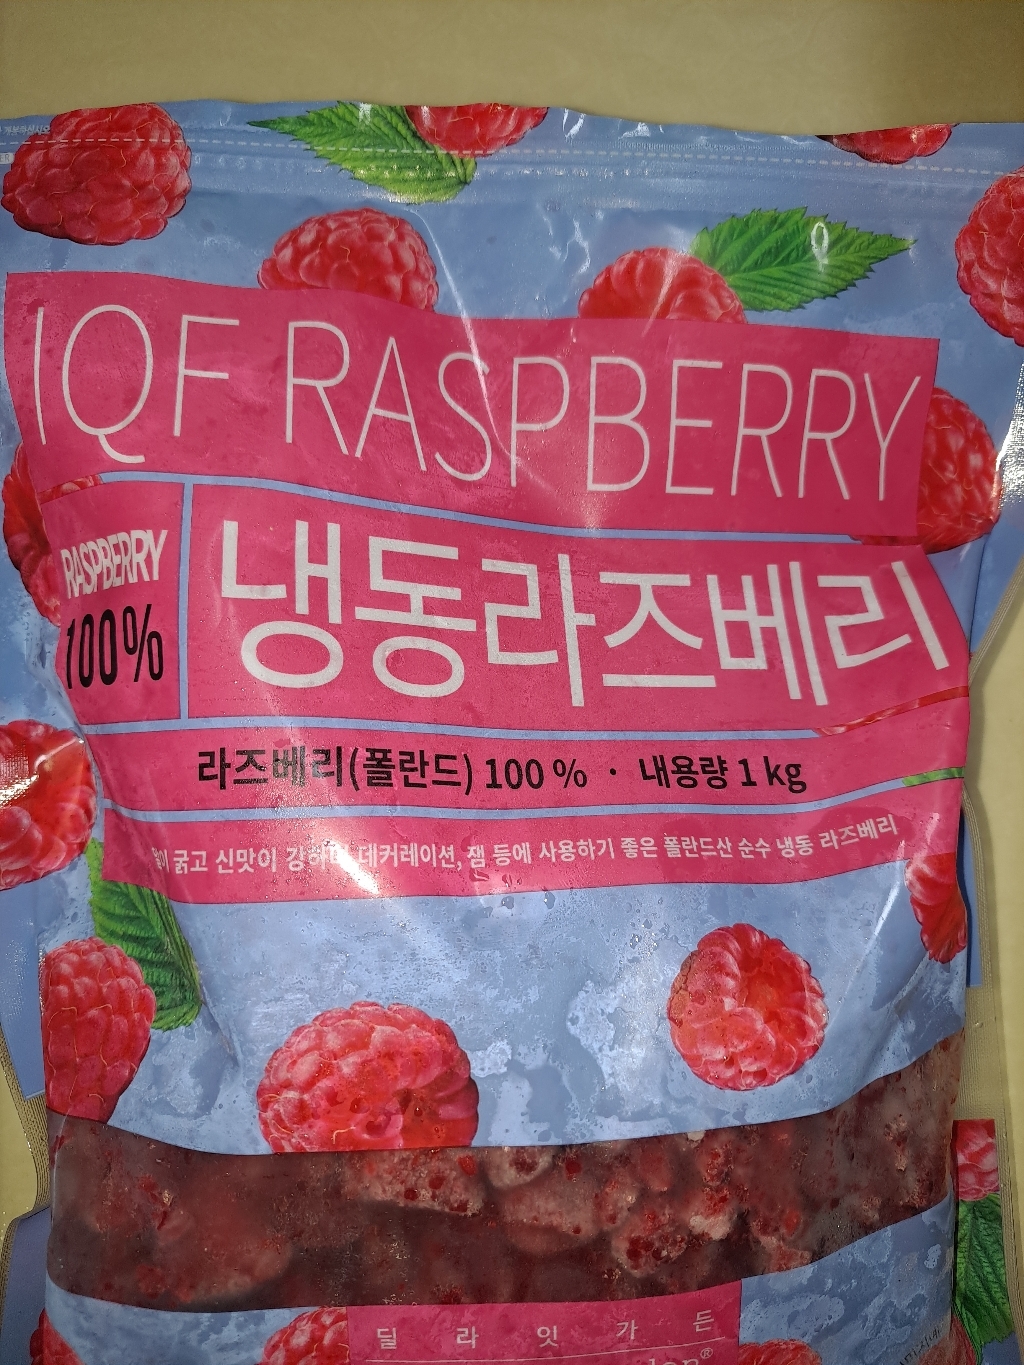 IQF RASPBERRY
RASPBERRY
100%
냉동라즈베리
라즈베리(폴란드) 100% · 내용량 1 kg
굵고 신맛이 강하며 데커레이션, 잼 등에 사용하기 좋은 폴란드산 순수 냉동 라즈베리
딜라잇가든